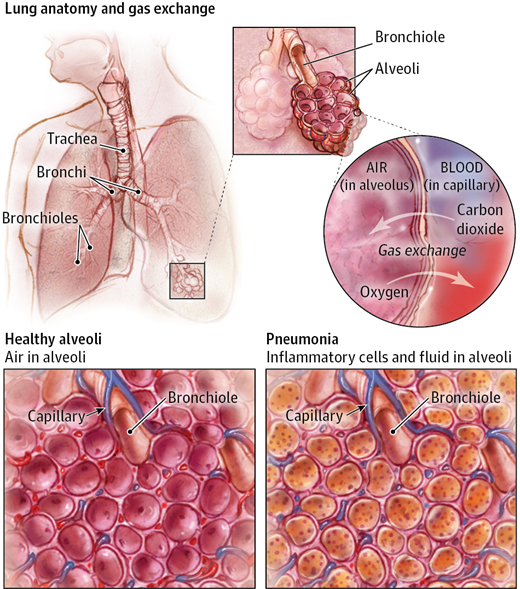 Lung anatomy and gas exchange
Trachea
Bronchi
Bronchioles
Bronchiole
Alveoli
AIR
(in alveolus)
BLOOD
(in capillary)
Carbon
dioxide
Gas exchange
Oxygen
Healthy alveoli
Air in alveoli
Capillary
Bronchiole
Pneumonia
Inflammatory cells and fluid in alveoli
Capillary
Bronchiole